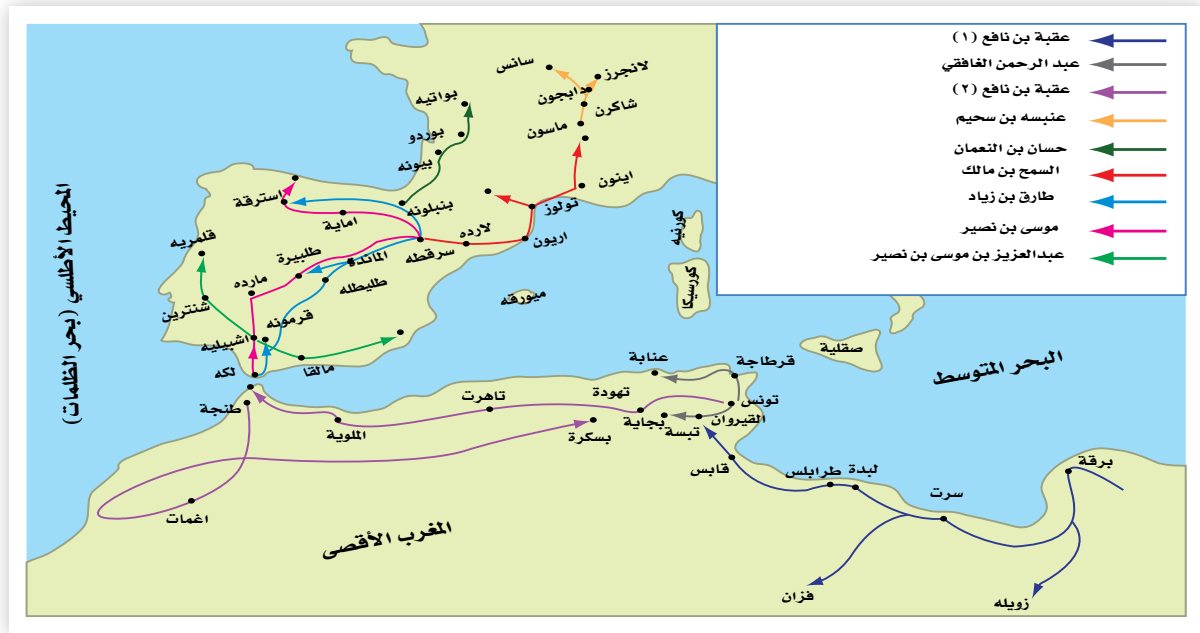 عقبة بن نافع (١)
عبد الرحمن الغافقي
عقبة بن نافع (٢)
عنبسه بن سحيم
حسان بن النعمان
السمح بن مالك
طارق بن زياد
موسى بن نصير
عبدالعزيز بن موسى بن نصير
سانس
لانجرز
دابجون
شاكرن
ماسون
بواتيه
بوردو
بيونه
اينون
تولوز
بنبلونه
استرقة
اماية
لارده
اربون
سرقطه
قلمريه
طلبيرة
المائدة
طليطله
مارده
شنترين
قرمونه
اشبيليه
مالقا
لكه
كورنيه
كورسيكا
ميورقه
صقلية
المحيط الأطلسي (بحر الظلمات)
البحر المتوسط
طنجة
الملوية
تاهرت
تهودة
عنابة
قرطاجة
تونس
القيروان
تبسة
بجاية
بسكرة
قابس
طرابلس
لبدة
سرت
برقة
اغمات
المغرب الأقصى
فزان
زويله